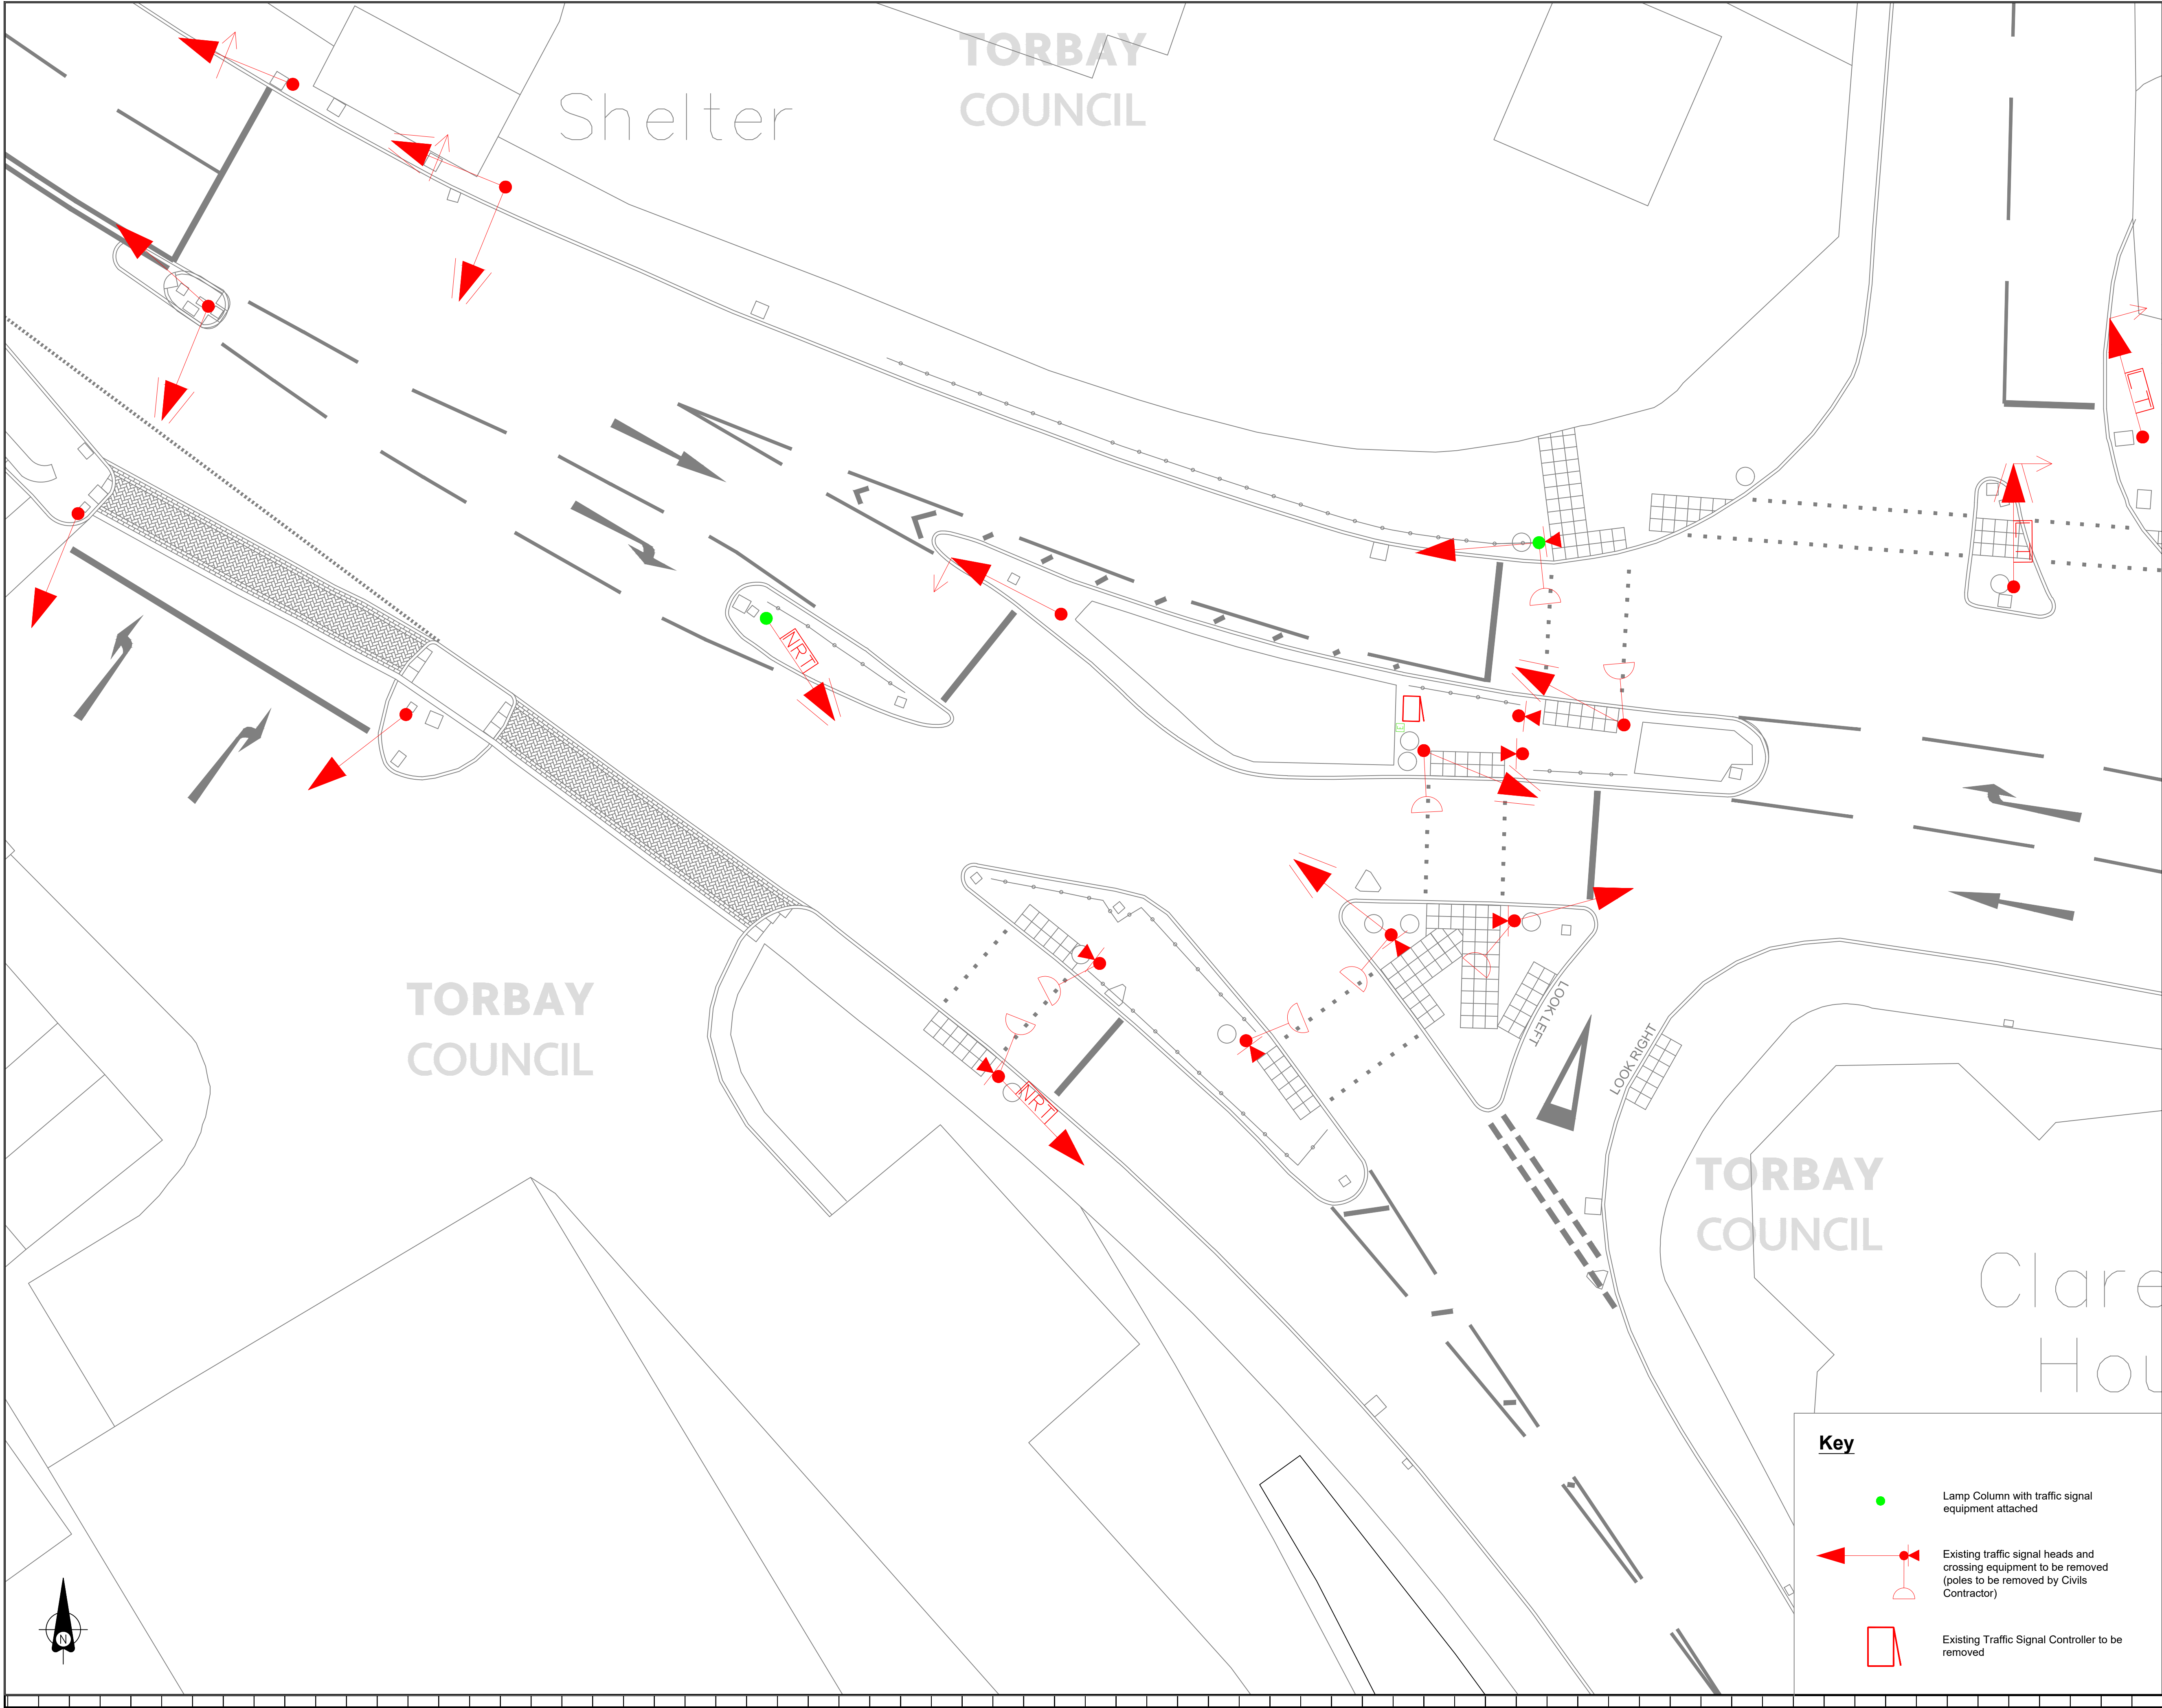 TORBAY
COUNCIL
Shelter
NRT
LOOK LEFT
LOOK RIGHT
TORBAY
COUNCIL
NRT
TORBAY
COUNCIL
Clare
Hou
Key
Lamp Column with traffic signal
equipment attached
Existing traffic signal heads and
crossing equipment to be removed
(poles to be removed by Civils
Contractor)
Existing Traffic Signal Controller to be
removed
N